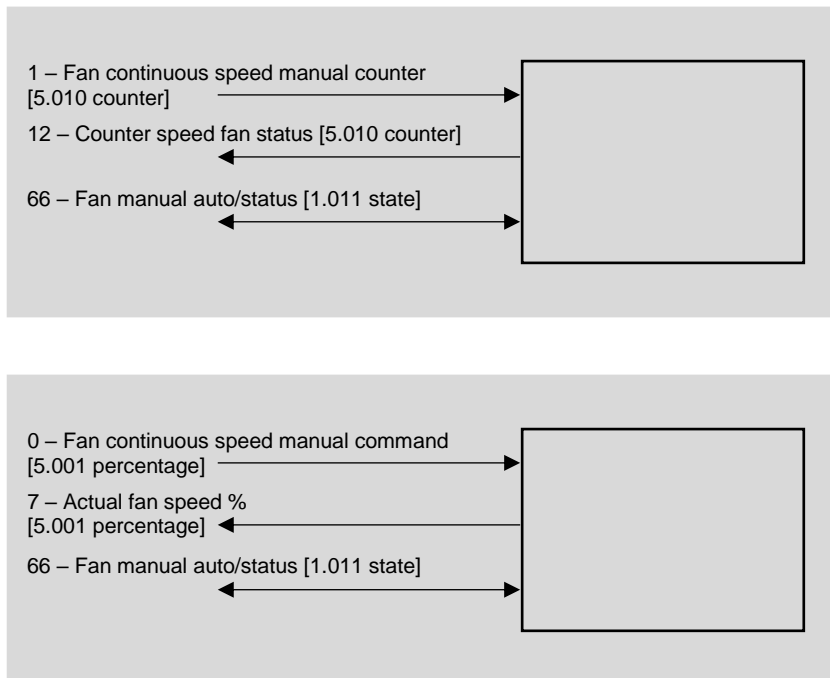 1 – Fan continuous speed manual counter
[5.010 counter]
12 – Counter speed fan status [5.010 counter]
66 – Fan manual auto/status [1.011 state]
0 – Fan continuous speed manual command
[5.001 percentage]
7 – Actual fan speed %
[5.001 percentage]
66 – Fan manual auto/status [1.011 state]